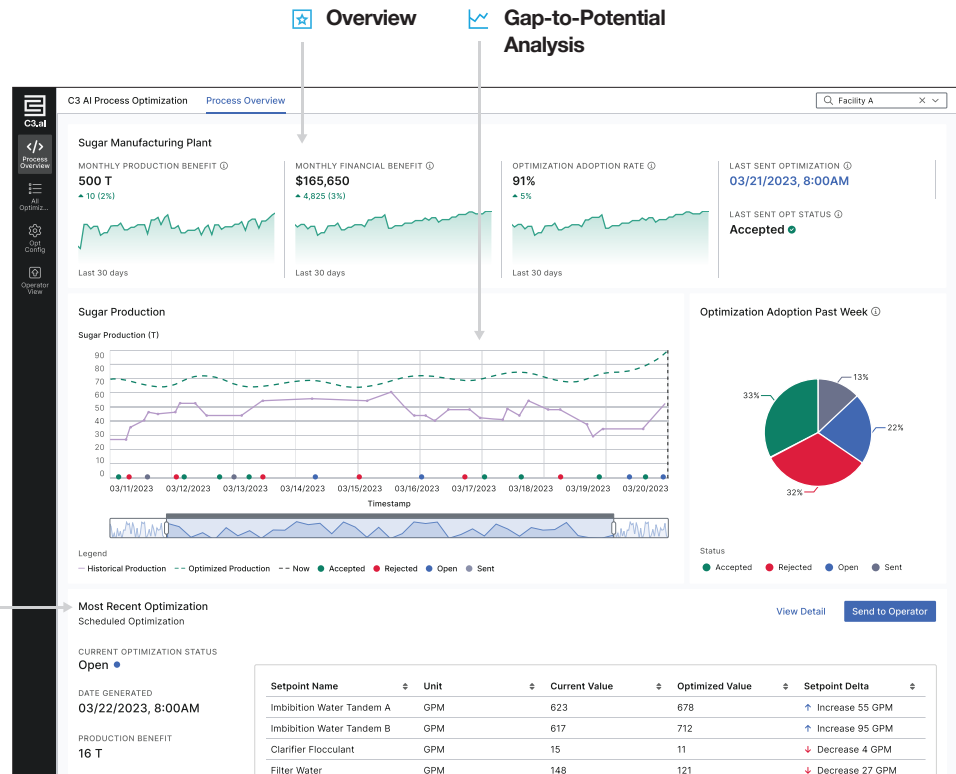 Overview
Gap-to-Potential
Analysis
C3.ai
C3 AI Process Optimization
Process Overview
Facility A
Process
Overview
All
Optimiz...
Opt
Config
Operator
View
Sugar Manufacturing Plant
MONTHLY PRODUCTION BENEFIT
500 T
10 (2%)
Last 30 days
MONTHLY FINANCIAL BENEFIT
$165,650
4,825 (3%)
Last 30 days
OPTIMIZATION ADOPTION RATE
91%
5%
Last 30 days
LAST SENT OPTIMIZATION
03/21/2023, 8:00AM
LAST SENT OPT STATUS
Accepted
Sugar Production
Sugar Production (T)
90
80
70
60
50
40
30
20
10
0
03/11/2023 03/12/2023 03/13/2023 03/14/2023 03/15/2023 03/16/2023 03/17/2023 03/18/2023 03/19/2023 03/20/2023
Timestamp
Legend
Historical Production Optimized Production Now Accepted Rejected Open Sent
Optimization Adoption Past Week
13%
33%
22%
32%
Status
Accepted Rejected Open Sent
Most Recent Optimization
Scheduled Optimization
View Detail
Send to Operator
CURRENT OPTIMIZATION STATUS
Open
DATE GENERATED
03/22/2023, 8:00AM
PRODUCTION BENEFIT
16 T
Setpoint Name Unit Current Value Optimized Value Setpoint Delta
Imbibition Water Tandem A GPM 623 678 ↑ Increase 55 GPM
Imbibition Water Tandem B GPM 617 712 ↑ Increase 95 GPM
Clarifier Flocculant GPM 15 11 ↓ Decrease 4 GPM
Filter Water GPM 148 121 ↓ Decrease 27 GPM